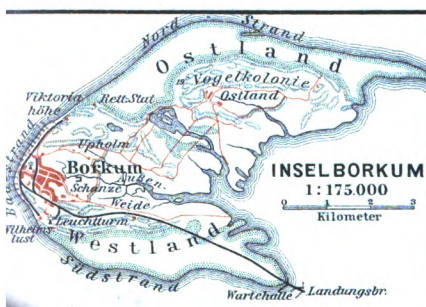 Nord Strand
Ostland
Vogelkolonie
Ostland
Viktoria
höhe
Rett. Stat.
Upholm
Borkum
Außen-
Schanze
Weide
INSEL BORKUM
1:175.000
0 1 2 3
Kilometer
Badestrand
Wilhelms
lust
Leuchtturm
Westland
Südstrand
Wartehalle
Landungsbr.